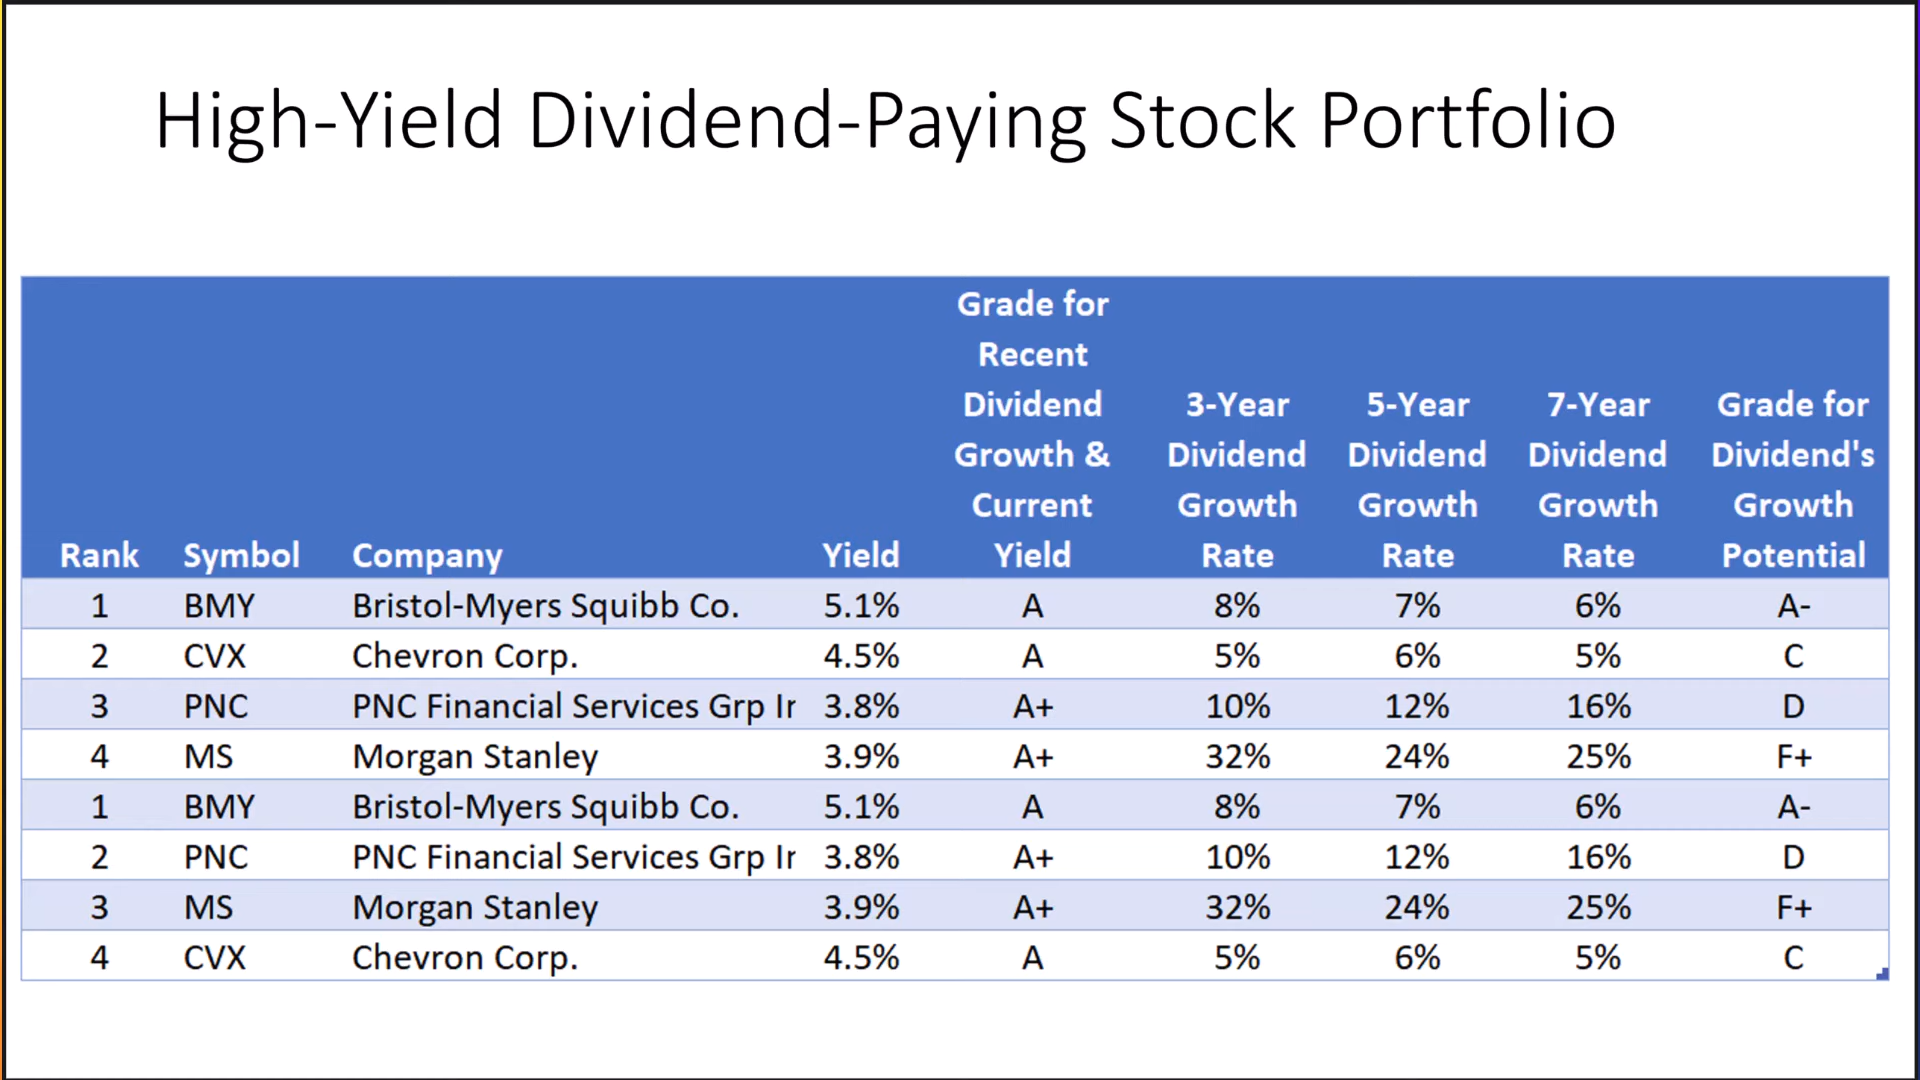 High-Yield Dividend-Paying Stock Portfolio
Rank Symbol Company Yield Grade for Recent Dividend Growth & Current Yield 3-Year Dividend Growth Rate 5-Year Dividend Growth Rate 7-Year Dividend Growth Rate Grade for Dividend's Growth Potential
1 BMY Bristol-Myers Squibb Co. 5.1% A 8% 7% 6% A-
2 CVX Chevron Corp. 4.5% A 5% 6% 5% C
3 PNC PNC Financial Services Grp 3.8% A+ 10% 12% 16% D
4 MS Morgan Stanley 3.9% A+ 32% 24% 25% F+
1 BMY Bristol-Myers Squibb Co. 5.1% A 8% 7% 6% A-
2 PNC PNC Financial Services Grp 3.8% A+ 10% 12% 16% D
3 MS Morgan Stanley 3.9% A+ 32% 24% 25% F+
4 CVX Chevron Corp. 4.5% A 5% 6% 5% C